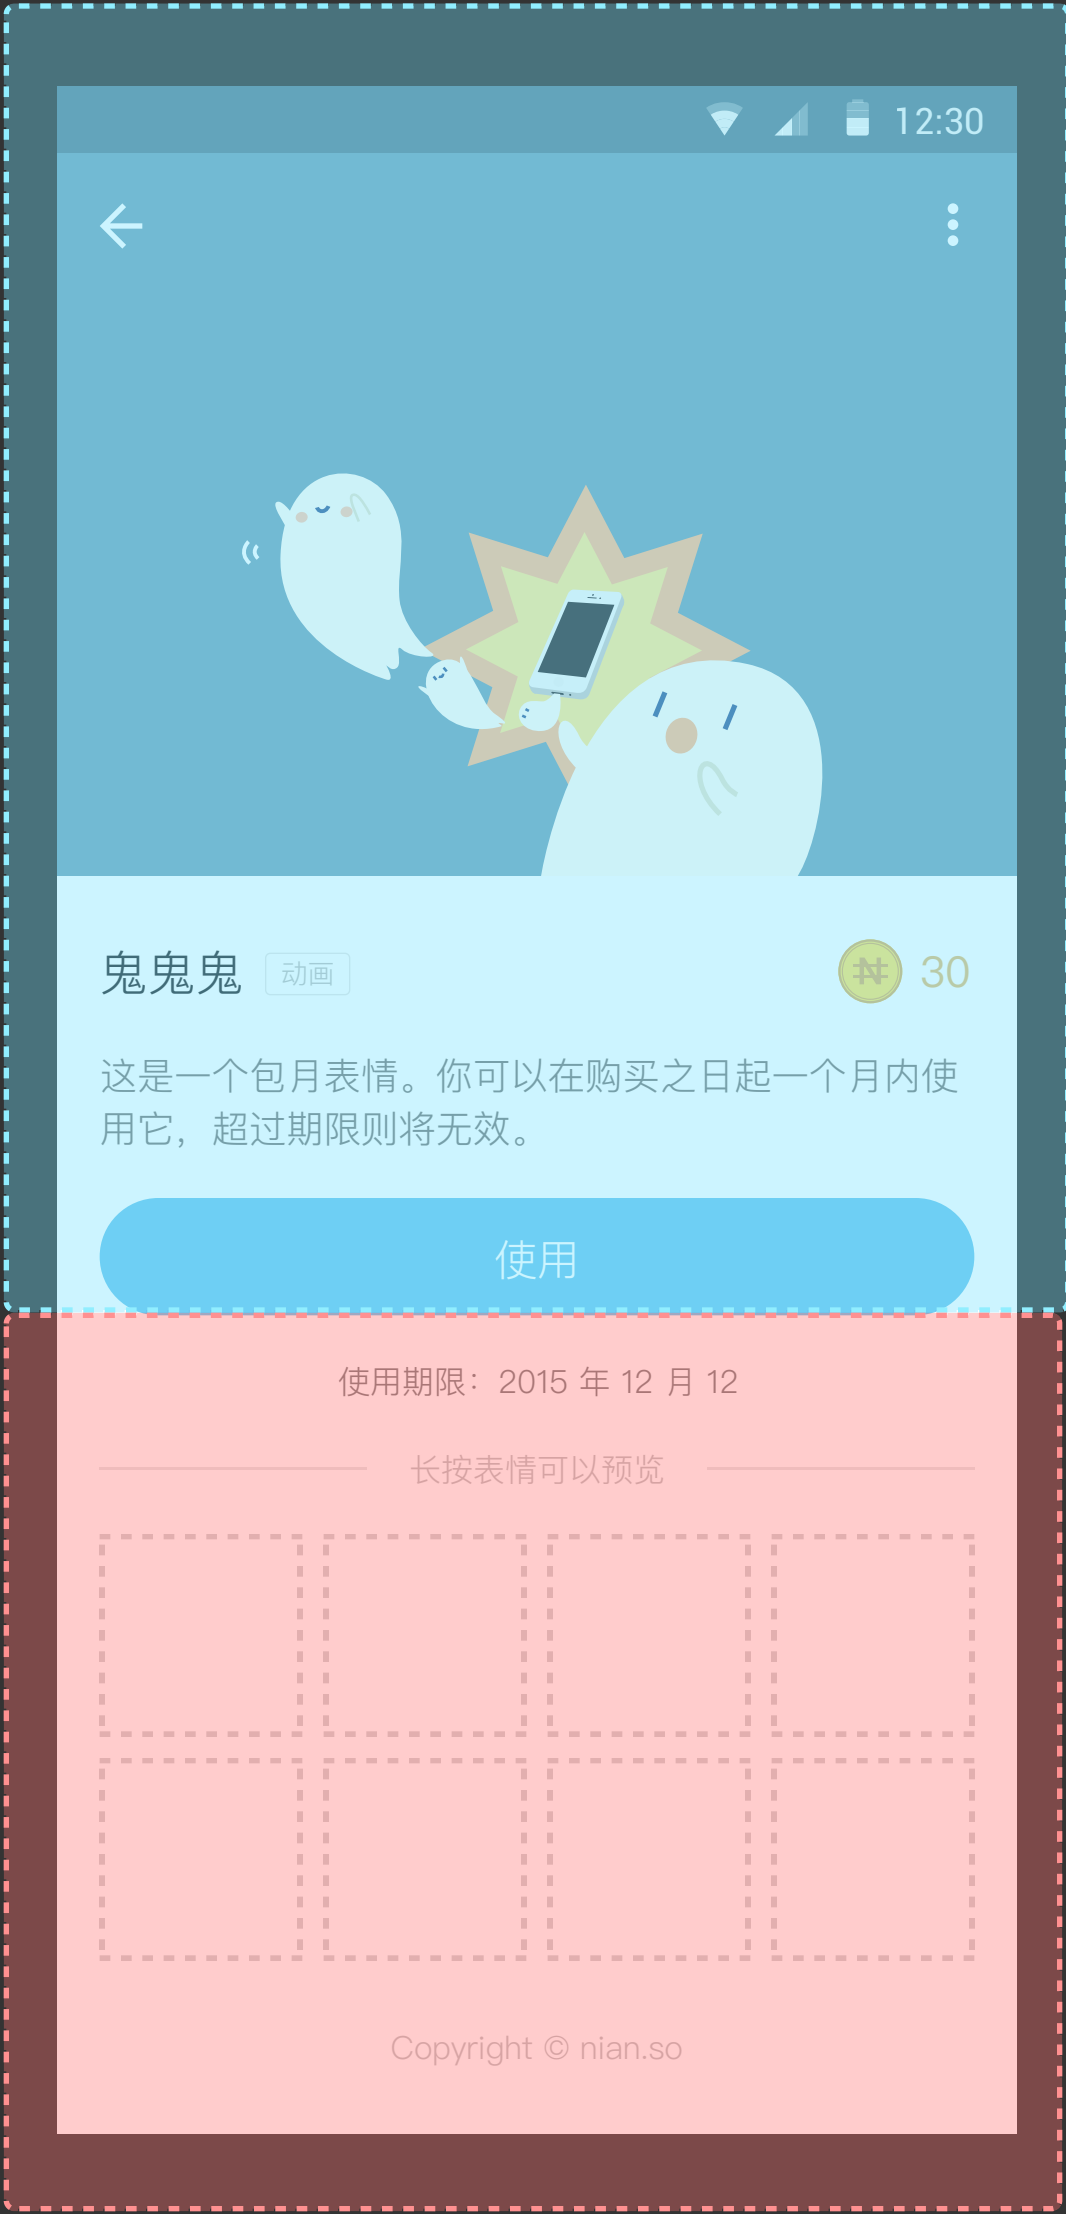 12:30
鬼鬼鬼 动画 30
这是一个包月表情。你可以在购买之日起一个月内使
用它，超过期限则将无效。
使用
使用期限：2015 年 12 月 12
长按表情可以预览
Copyright © nian.so